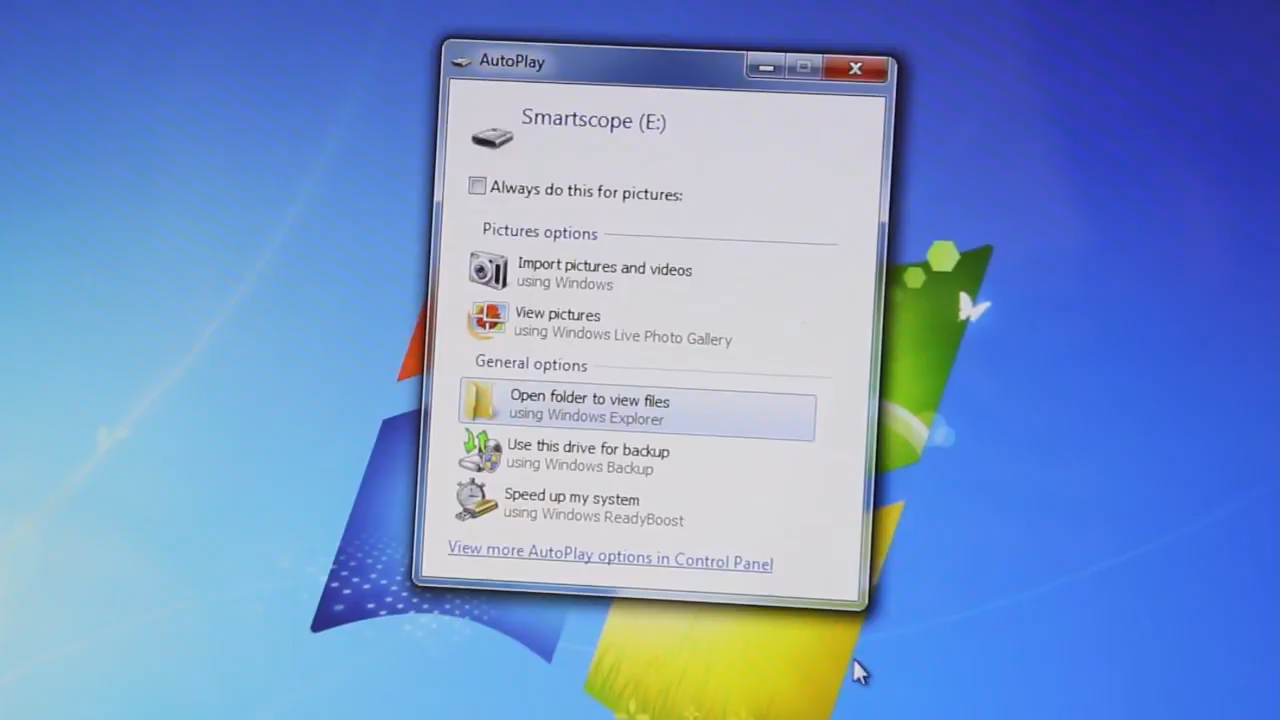 AutoPlay
Smartscope (E:)
Always do this for pictures:
Pictures options
Import pictures and videos
using Windows
View pictures
using Windows Live Photo Gallery
General options
Open folder to view files
using Windows Explorer
Use this drive for backup
using Windows Backup
Speed up my system
using Windows ReadyBoost
View more AutoPlay options in Control Panel